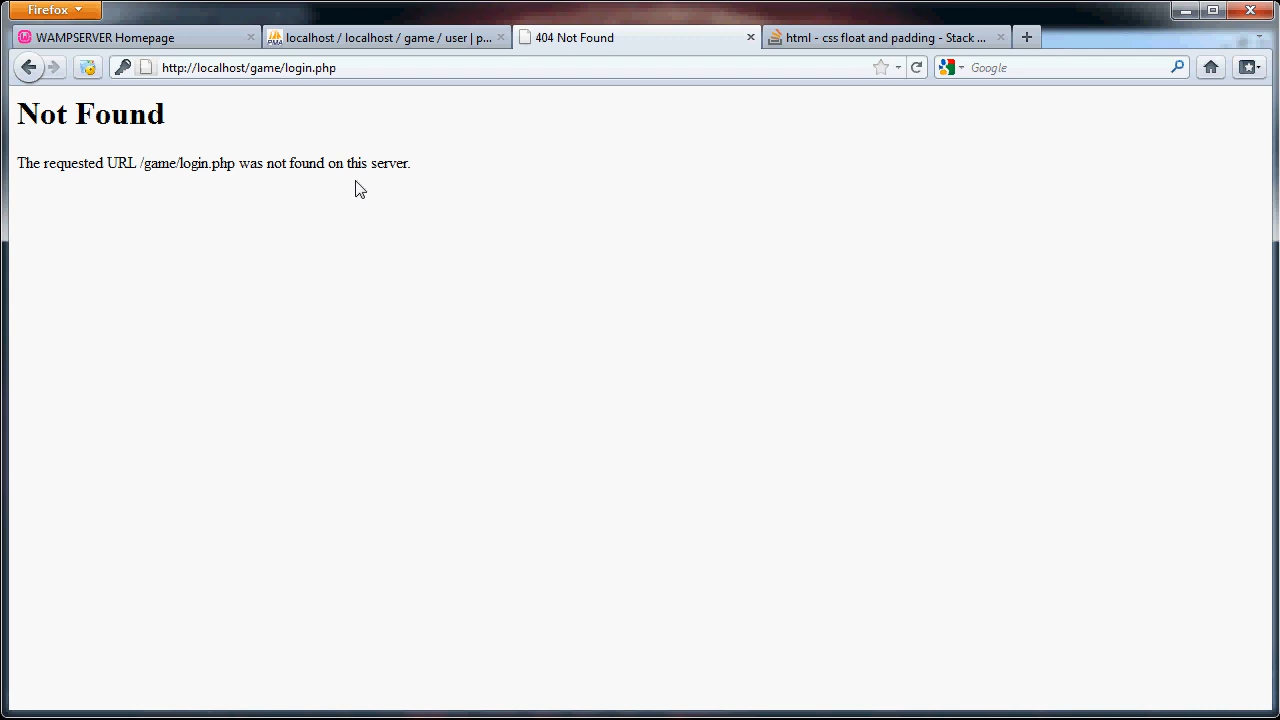 Firefox
WAMPSERVER Homepage
localhost / localhost / game / user | p...
404 Not Found
html - css float and padding - Stack ...
http://localhost/game/login.php
Google
Not Found
The requested URL /game/login.php was not found on this server.